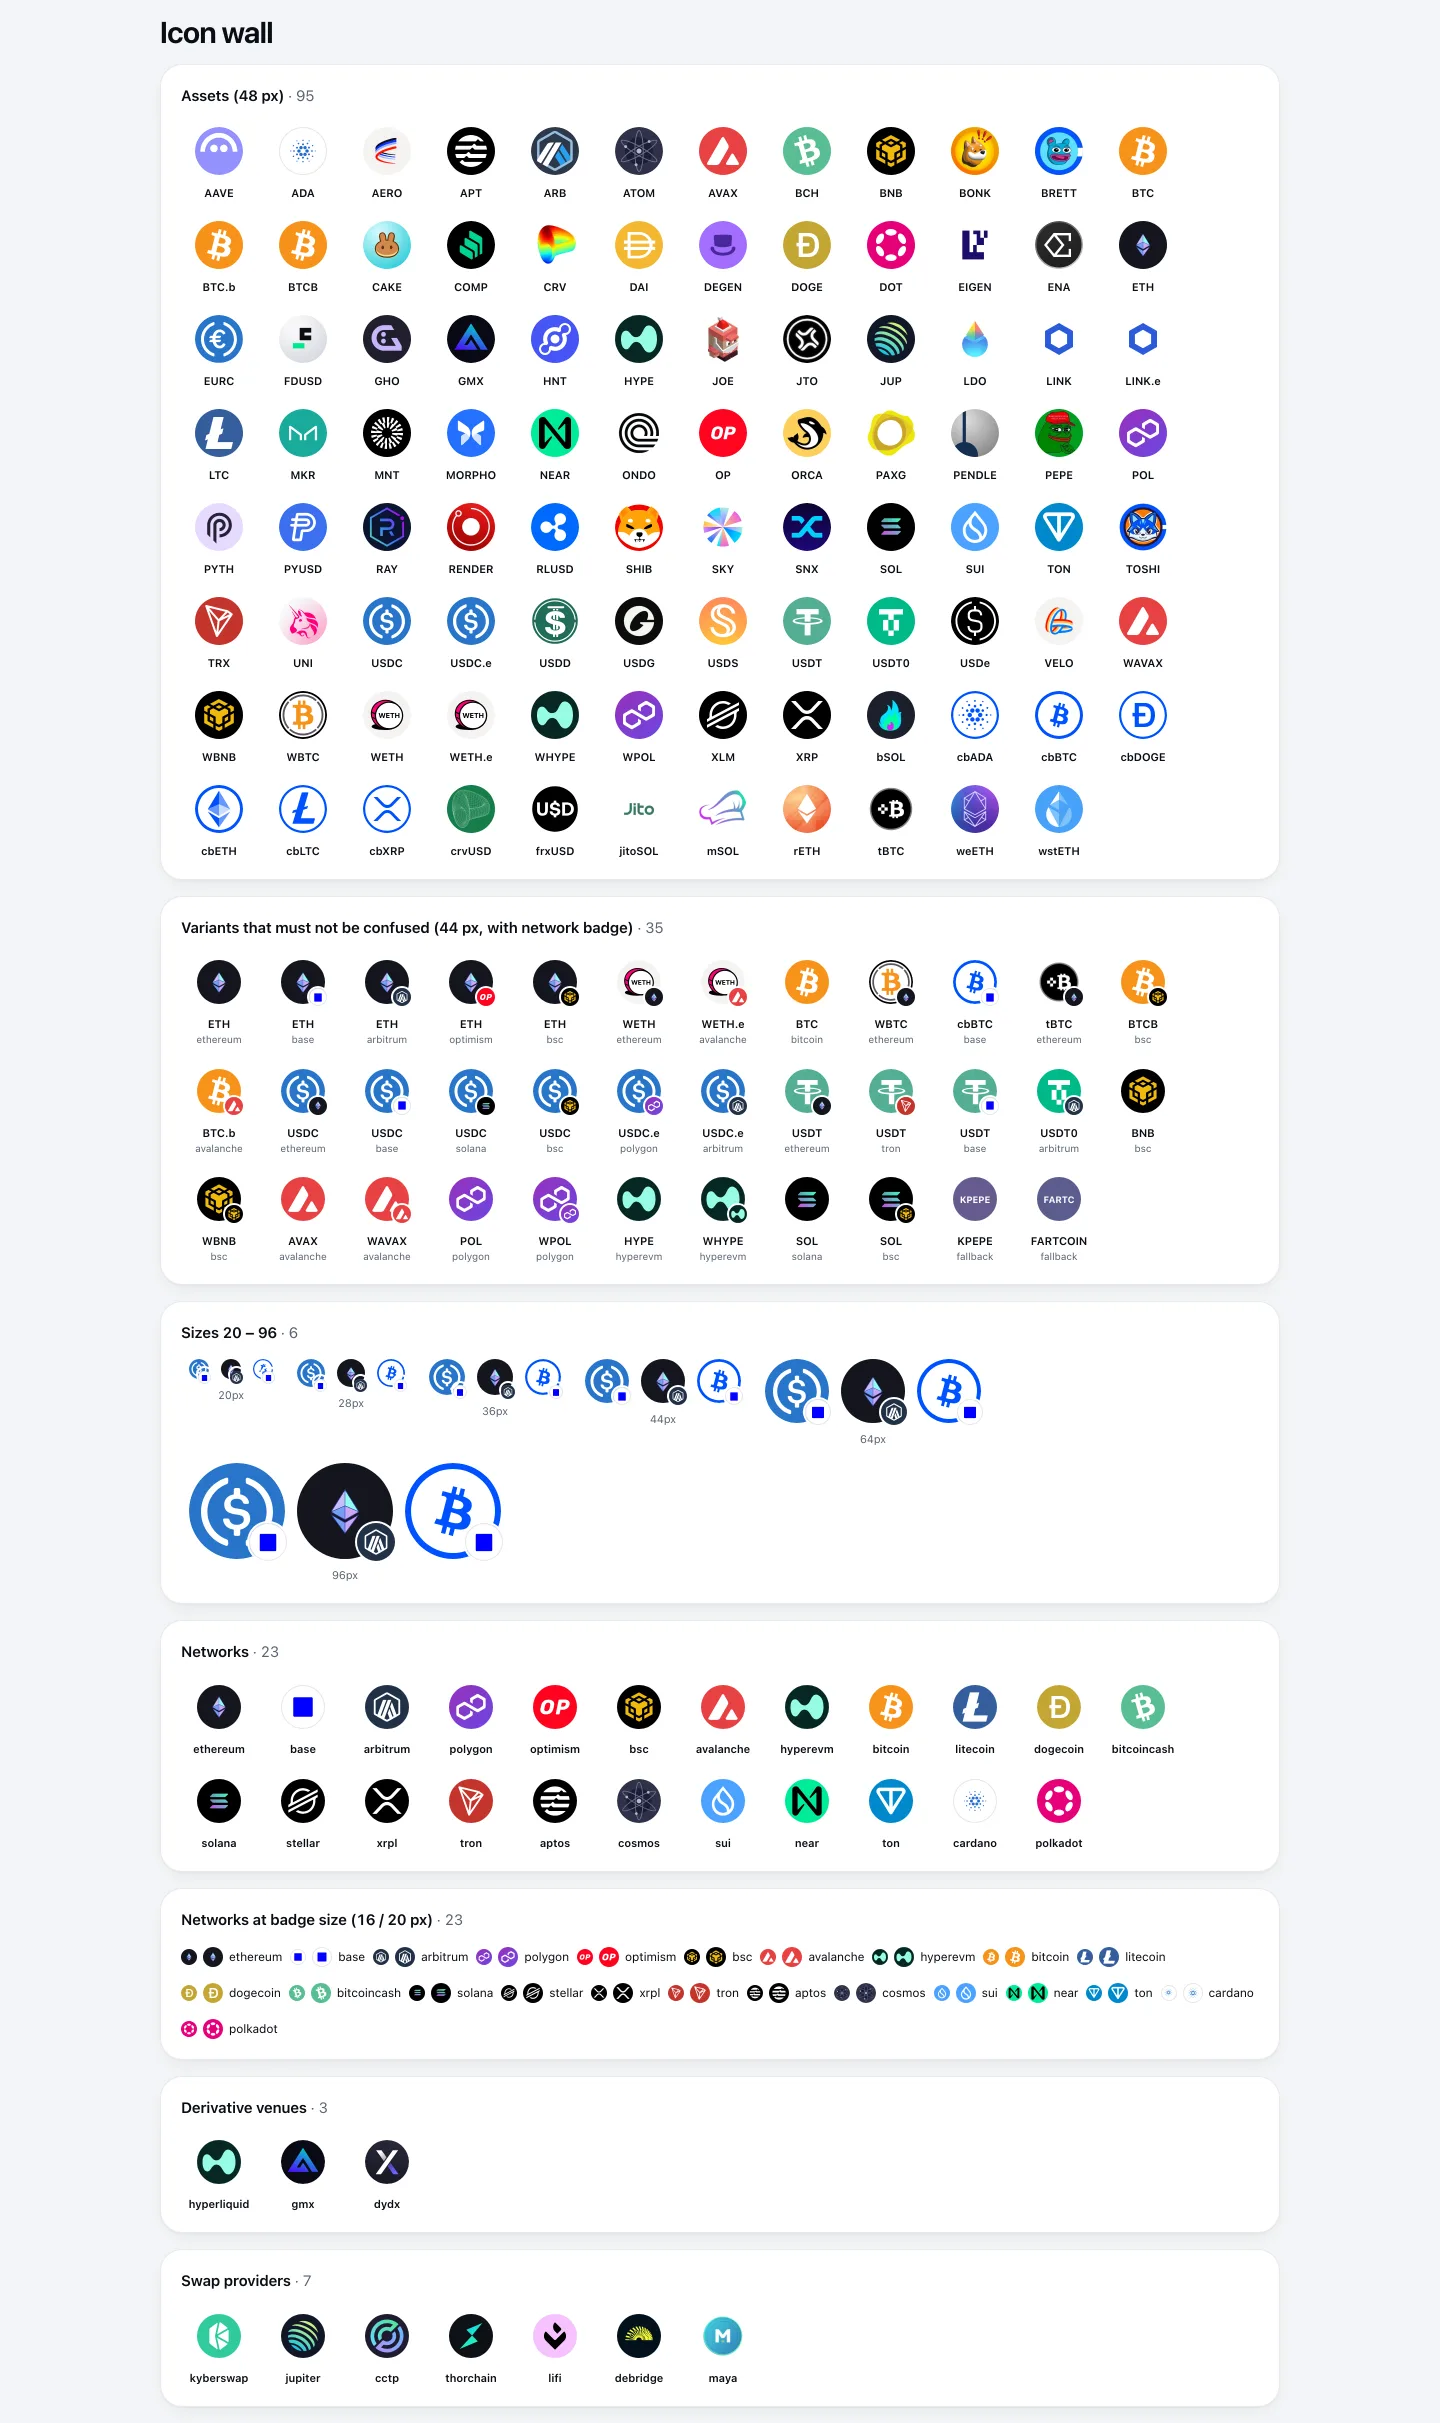 Icon wall
Assets (48 px) · 95
AAVE ADA AERO APT ARB ATOM AVAX BCH BNB BONK BRETT BTC
BTC.b BTCB CAKE COMP CRV DAI DEGEN DOGE DOT EIGEN ENA ETH
EURC FDUSD GHO GMX HNT HYPE JOE JTO JUP LDO LINK LINK.e
OP
LTC MKR MNT MORPHO NEAR ONDO OP ORCA PAXG PENDLE PEPE POL
PYTH PYUSD RAY RENDER RLUSD SHIB SKY SNX SOL SUI TON TOSHI
TRX UNI USDC USDC.e USDD USDG USDS USDT USDT0 USDe VELO WAVAX
WETH WETH
WBNB WBTC WETH WETH.e WHYPE WPOL XLM XRP bSOL cbADA cbBTC cbDOGE
U$D Jito
cbETH cbLTC cbXRP crvUSD frxUSD jitoSOL mSOL rETH tBTC weETH wstETH
Variants that must not be confused (44 px, with network badge) · 35
OP WETH WETH
ETH ETH ETH ETH ETH WETH WETH.e BTC WBTC cbBTC tBTC BTCB
ethereum base arbitrum optimism bsc ethereum avalanche bitcoin ethereum base ethereum bsc
BTC.b USDC USDC USDC USDC USDC.e USDC.e USDT USDT USDT USDT0 BNB
avalanche ethereum base solana bsc polygon arbitrum ethereum tron base arbitrum bsc
KPEPE FARTC
WBNB AVAX WAVAX POL WPOL HYPE WHYPE SOL SOL KPEPE FARTCOIN
bsc avalanche avalanche polygon polygon hyperevm hyperevm solana bsc fallback fallback
Sizes 20 – 96 · 6
20px 28px 36px 44px 64px
96px
Networks · 23
OP
ethereum base arbitrum polygon optimism bsc avalanche hyperevm bitcoin litecoin dogecoin bitcoincash
solana stellar xrpl tron aptos cosmos sui near ton cardano polkadot
Networks at badge size (16 / 20 px) · 23
ethereum base arbitrum polygon OP OP optimism bsc avalanche hyperevm bitcoin litecoin
dogecoin bitcoincash solana stellar xrpl tron aptos cosmos sui near ton cardano
polkadot
Derivative venues · 3
hyperliquid gmx dydx
Swap providers · 7
M
kyberswap jupiter cctp thorchain lifi debridge maya